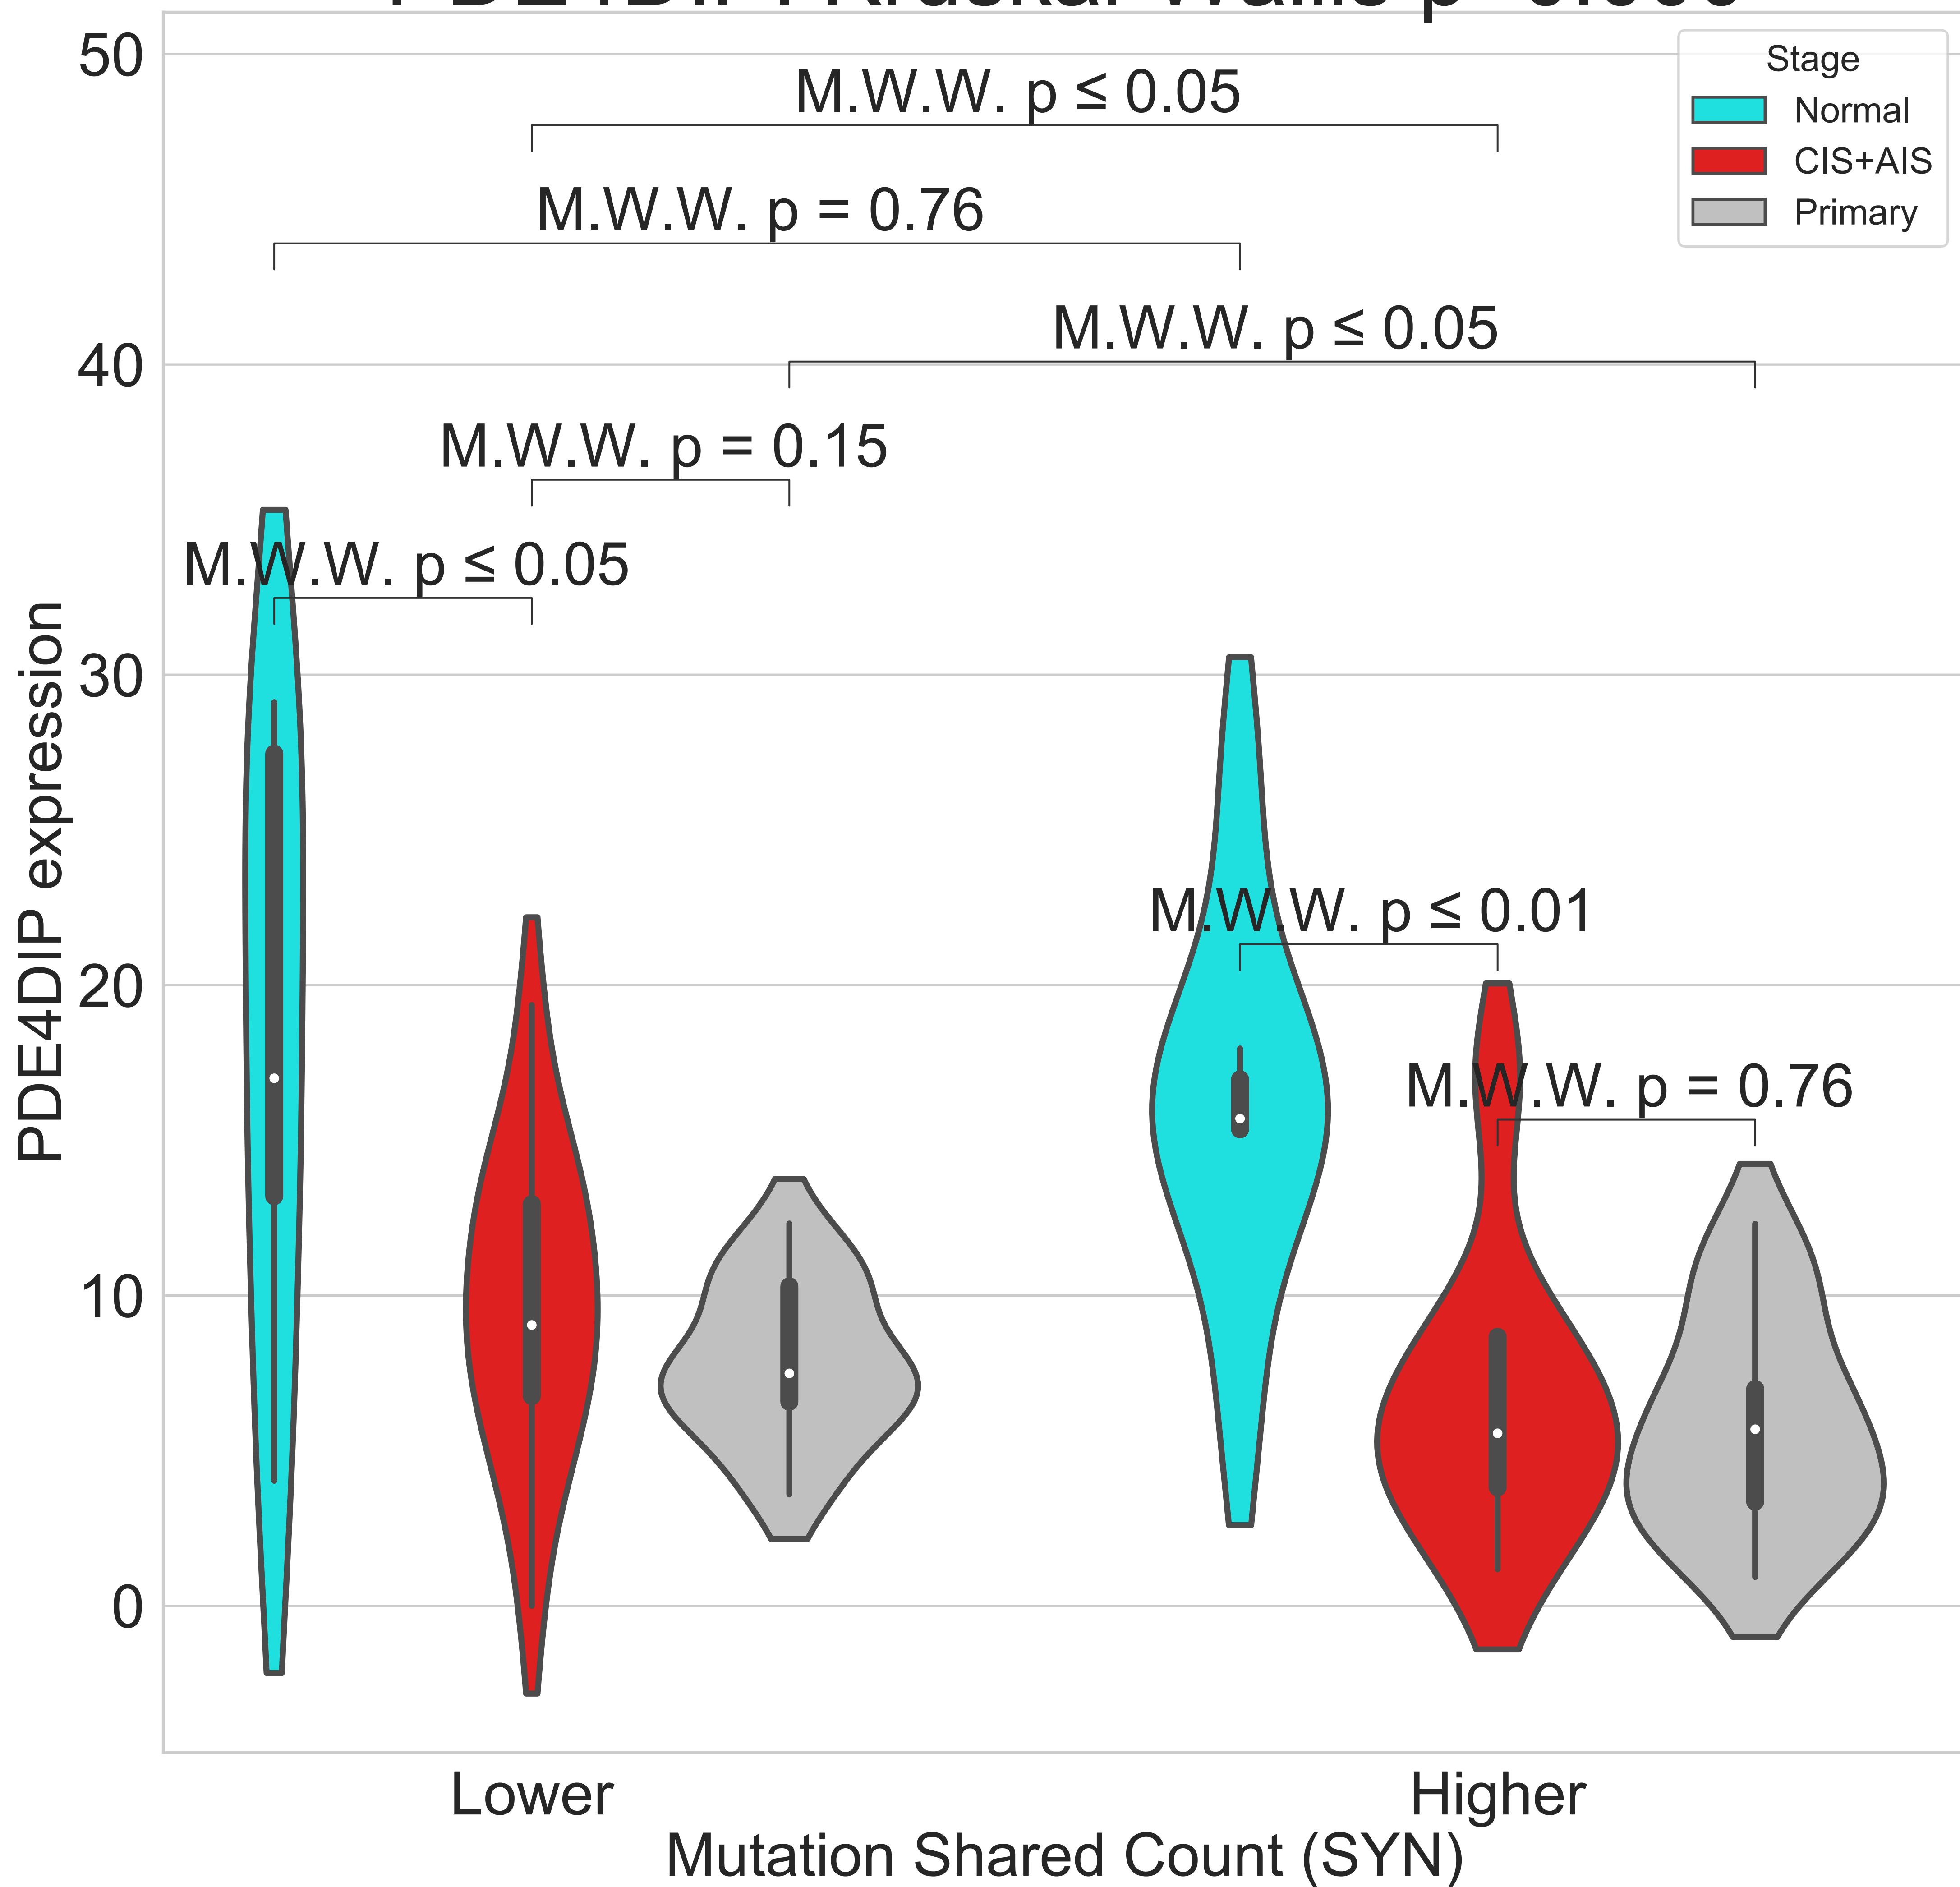 50
40
30
20
10
0
PDE4DIP expression
M.W.W. p ≤ 0.05
M.W.W. p = 0.76
M.W.W. p ≤ 0.05
M.W.W. p = 0.15
M.W.W. p ≤ 0.05
M.W.W. p ≤ 0.01
M.W.W. p = 0.76
Stage
Normal
CIS+AIS
Primary
Lower
Higher
Mutation Shared Count (SYN)